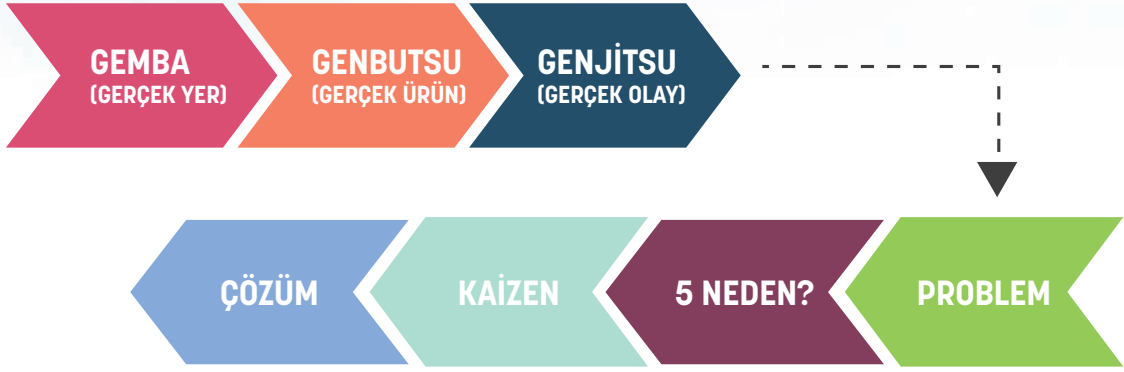 GEMBA
(GERÇEK YER)
GENBUTSU
(GERÇEK ÜRÜN)
GENJİTSU
(GERÇEK OLAY)
PROBLEM
5 NEDEN?
KAİZEN
ÇÖZÜM